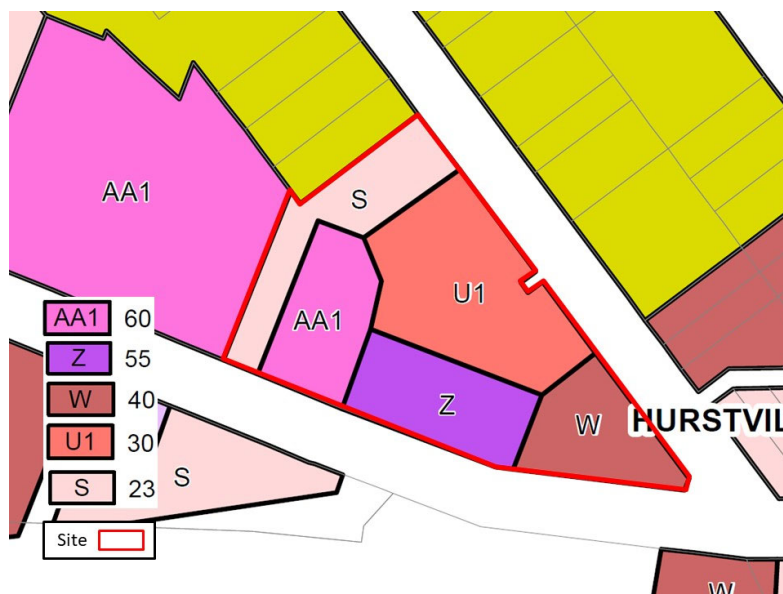 AA1
S
U1
AA1
Z
W
HURSTVIL
S
W
AA1 60
Z 55
W 40
U1 30
S 23
Site